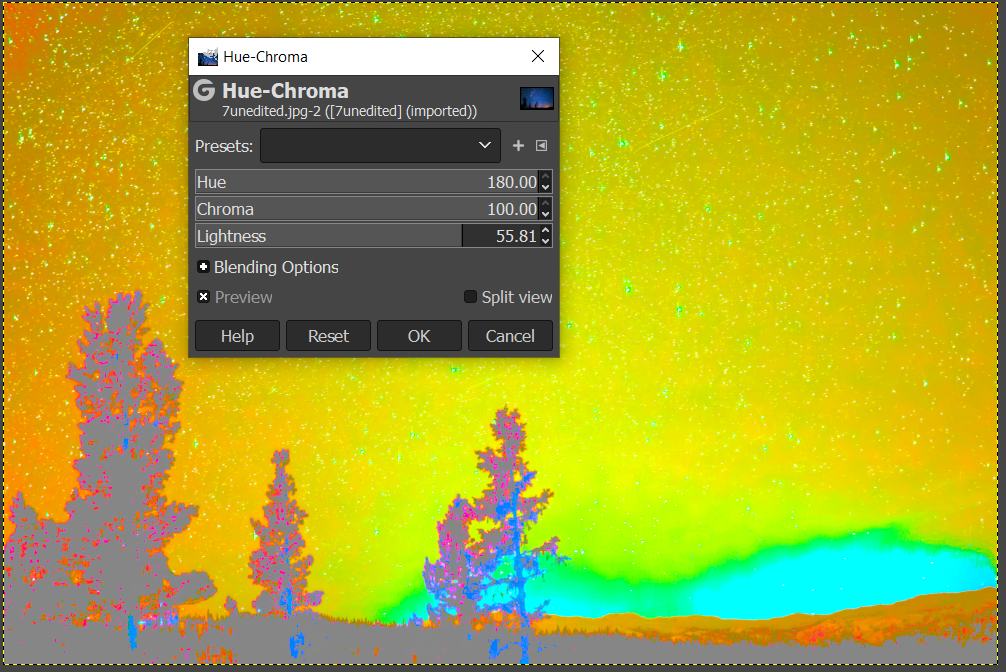 Hue-Chroma
Hue-Chroma
7unedited.jpg-2 ([7unedited] (imported))
Presets:
Hue 180.00
Chroma 100.00
Lightness 55.81
Blending Options
Preview Split view
Help Reset OK Cancel